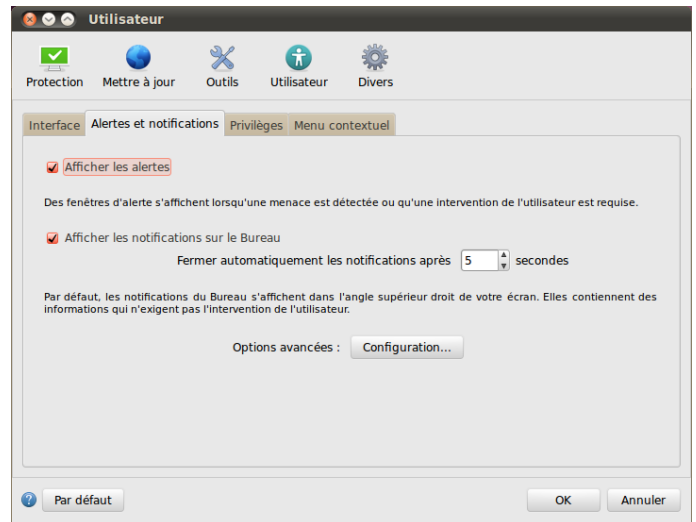 Utilisateur
Protection Mettre à jour Outils Utilisateur Divers
Interface Alertes et notifications Privilèges Menu contextuel
Afficher les alertes
Des fenêtres d'alerte s'affichent lorsqu'une menace est détectée ou qu'une intervention de l'utilisateur est requise.
Afficher les notifications sur le Bureau
Fermer automatiquement les notifications après 5 secondes
Par défaut, les notifications du Bureau s'affichent dans l'angle supérieur droit de votre écran. Elles contiennent des
informations qui n'exigent pas l'intervention de l'utilisateur.
Options avancées : Configuration...
? Par défaut OK Annuler